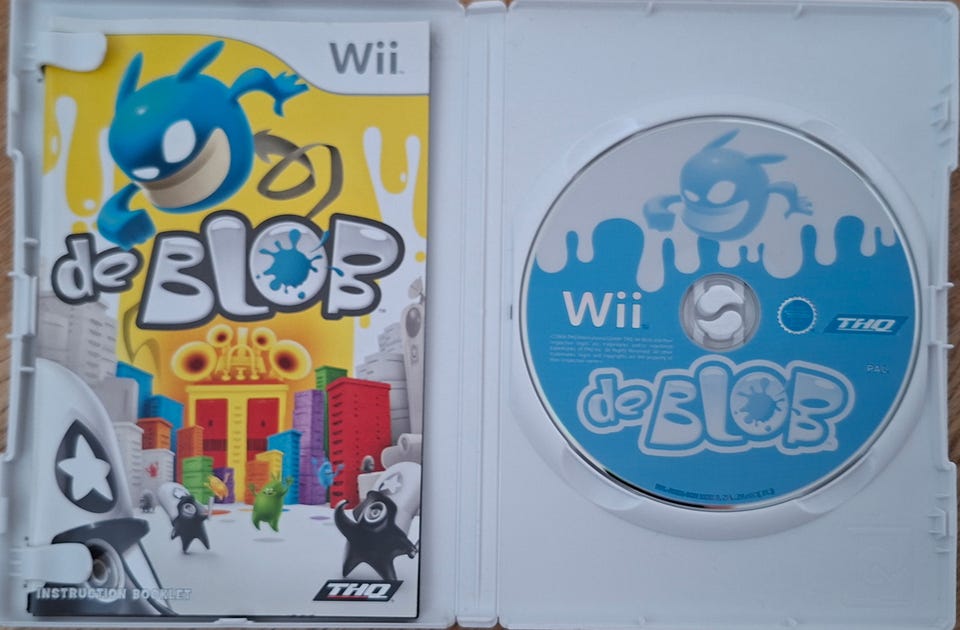 Wii
de BLOB
INSTRUCTION BOOKLET
THQ
Wii
THQ
PAL
de BLOB